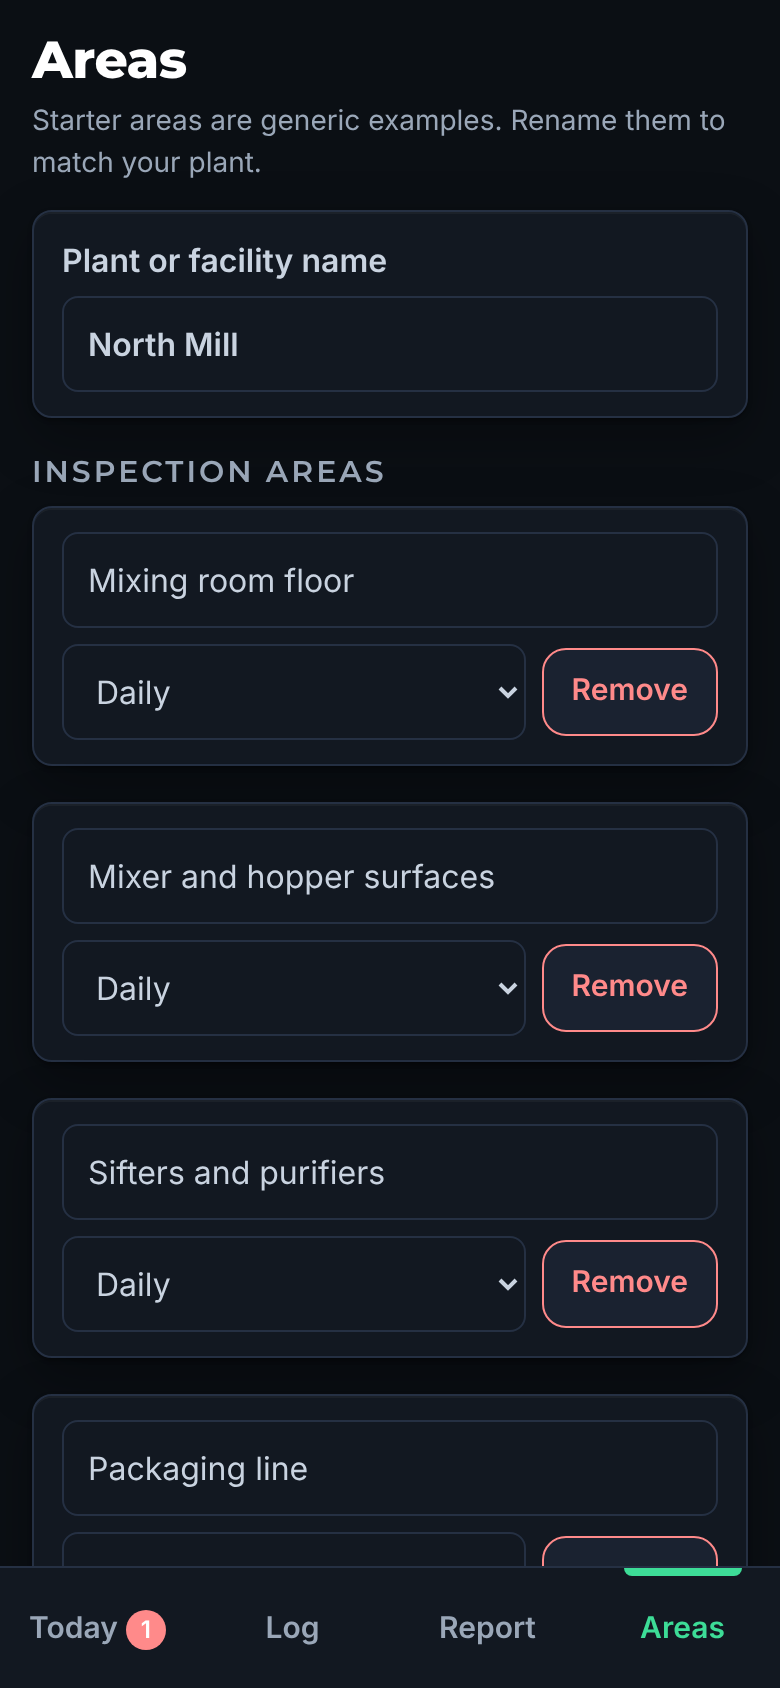 Areas
Starter areas are generic examples. Rename them to
match your plant.
Plant or facility name
North Mill
INSPECTION AREAS
Mixing room floor
Daily
Remove
Mixer and hopper surfaces
Daily
Remove
Sifters and purifiers
Daily
Remove
Packaging line
Today 1
Log
Report
Areas